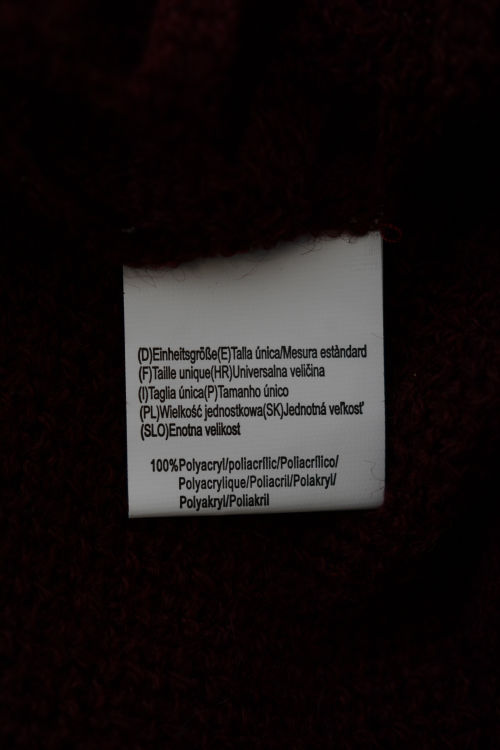 (D)Einheitsgröße(E)Talla única/Mesura estàndard
(F)Taille unique(HR)Universalna veličina
(I)Taglia única(P)Tamanho único
(PL)Wielkość jednostkowa(SK)Jednotná veľkosť
(SLO)Enotna velikost
100%Polyacryl/poliacrílic/Poliacrílico/
Polyacrylique/Poliacril/Polakryl/
Polyakryl/Poliakril